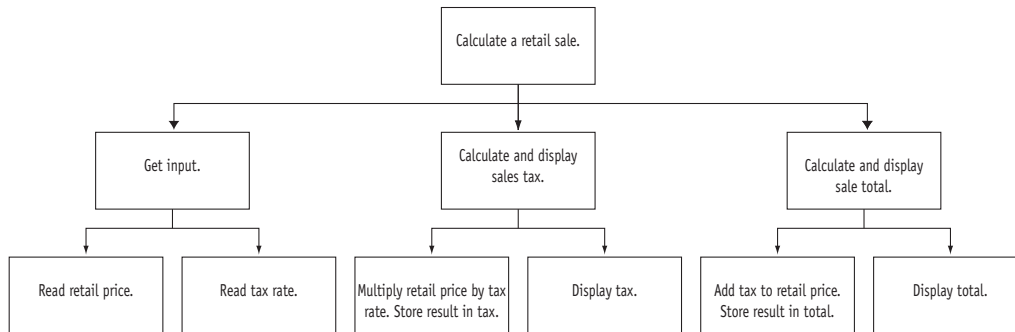 Calculate a retail sale.
Get input.
Calculate and display
sales tax.
Calculate and display
sale total.
Read retail price.
Read tax rate.
Multiply retail price by tax
rate. Store result in tax.
Display tax.
Add tax to retail price.
Store result in total.
Display total.